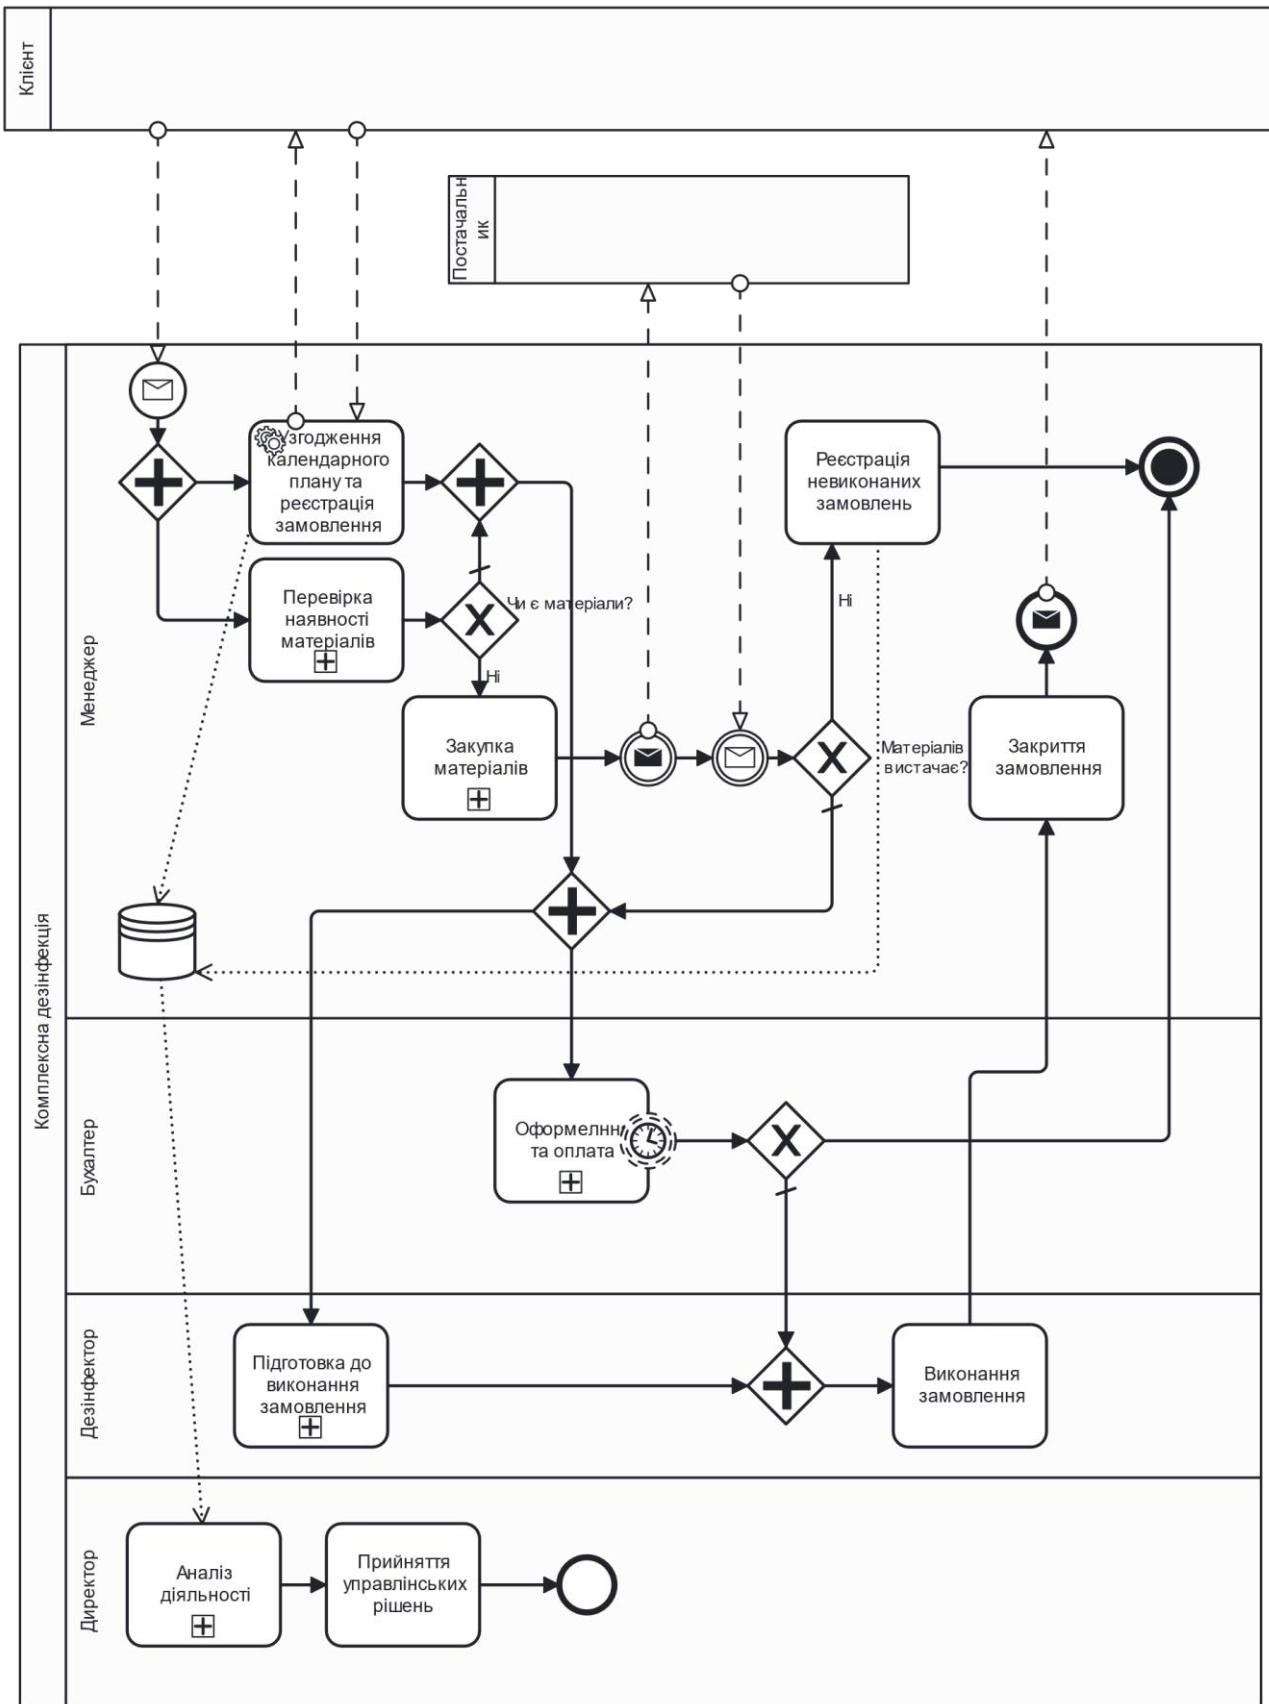 Клієнт
Постачальн
ик
Комплексна дезінфекція
Менеджер
Узгодження
календарного
плану та
реєстрація
замовлення
Реєстрація
невиконаних
замовлень
Перевірка
наявності
матеріалів
Чи є матеріали?
Ні
Ні
Закупка
матеріалів
Матеріалів
вистачає?
Закриття
замовлення
Бухалтер
Оформелння
та оплата
Дезінфектор
Підготовка до
виконання
замовлення
Виконання
замовлення
Директор
Аналіз
діяльності
Прийняття
управлінських
рішень